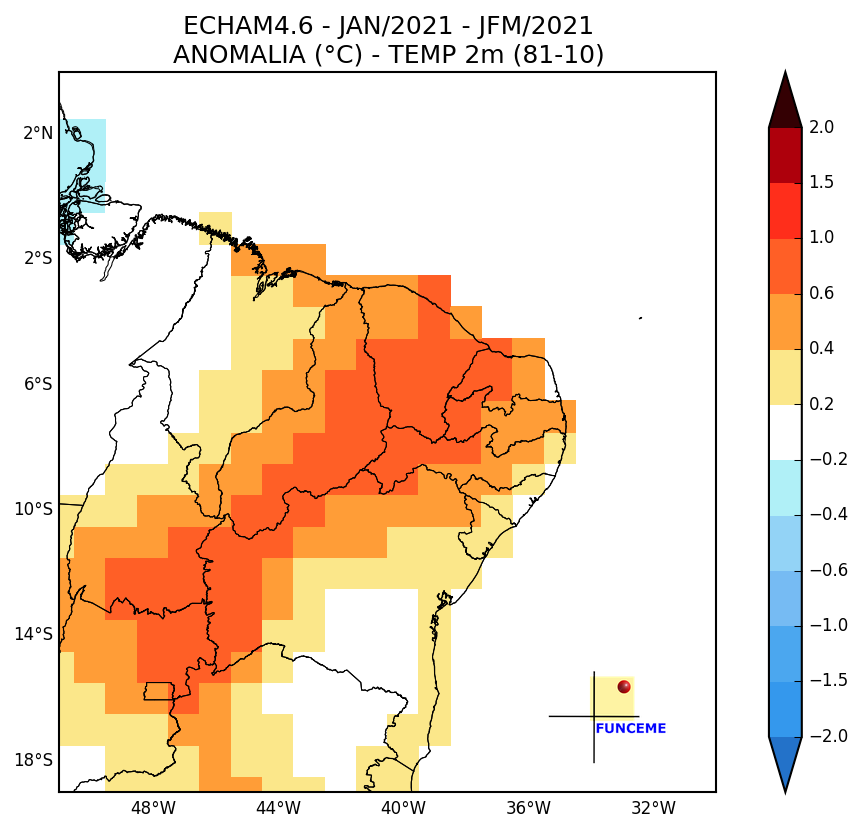 ECHAM4.6 - JAN/2021 - JFM/2021
ANOMALIA (°C) - TEMP 2m (81-10)
2°N
2°S
6°S
10°S
14°S
18°S
48°W
44°W
40°W
36°W
32°W
2.0
1.5
1.0
0.6
0.4
0.2
−0.2
−0.4
−0.6
−1.0
−1.5
−2.0
FUNCEME